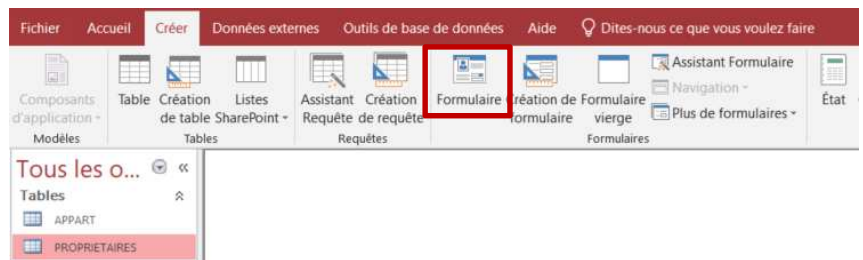 Fichier Accueil Créer Données externes Outils de base de données Aide Dites-nous ce que vous voulez faire
Composants d'application
Table
Création de table
Listes SharePoint
Assistant Requête
Création de requête
Formulaire
Création de formulaire
Formulaire vierge
Assistant Formulaire
Navigation
Plus de formulaires
État
Modèles Tables Requêtes Formulaires
Tous les o...
Tables
APPART
PROPRIETAIRES